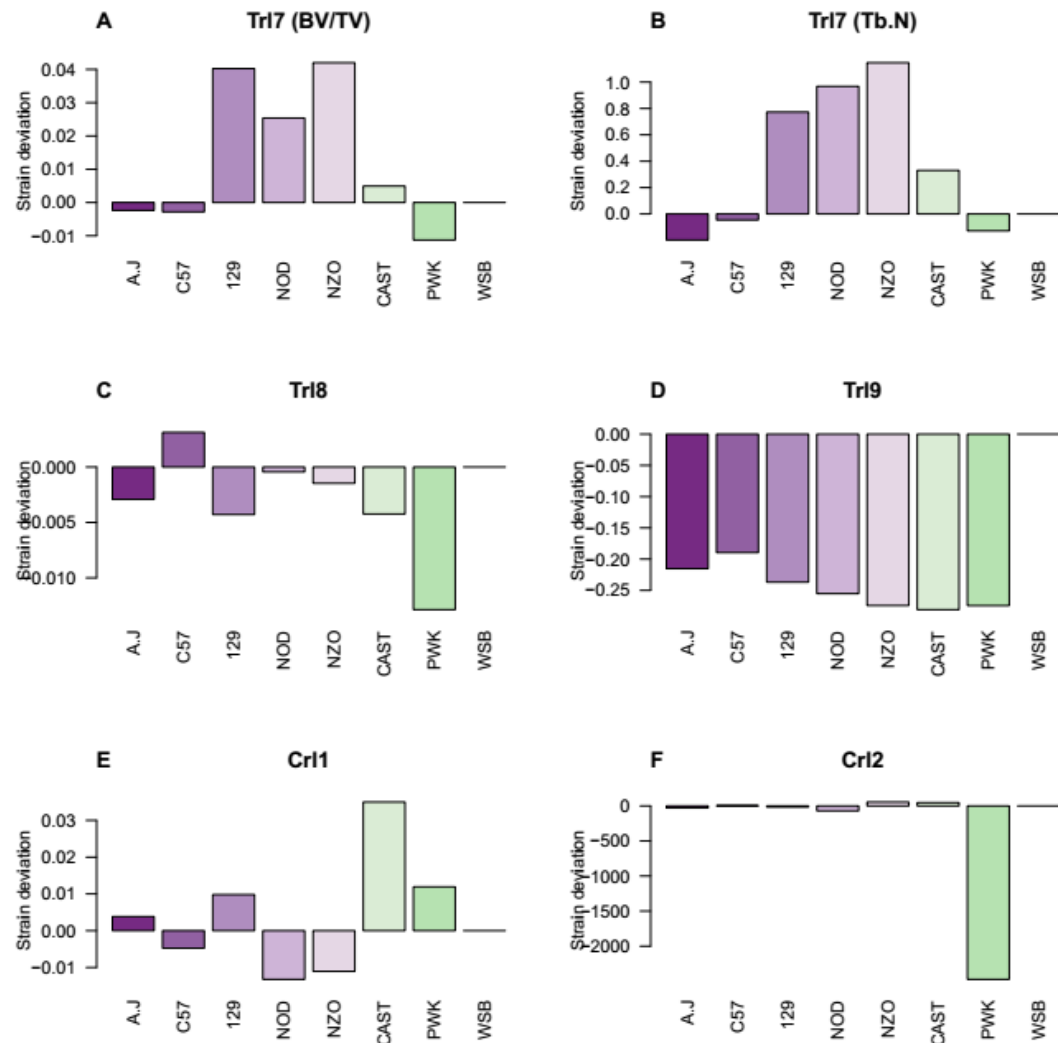 A Trl7 (BV/TV)
Strain deviation
0.04
0.03
0.02
0.01
0.00
−0.01
A.J C57 129 NOD NZO CAST PWK WSB
B Trl7 (Tb.N)
Strain deviation
1.0
0.8
0.6
0.4
0.2
0.0
A.J C57 129 NOD NZO CAST PWK WSB
C Trl8
Strain deviation
0.000
−0.005
−0.010
A.J C57 129 NOD NZO CAST PWK WSB
D Trl9
Strain deviation
0.00
−0.05
−0.10
−0.15
−0.20
−0.25
A.J C57 129 NOD NZO CAST PWK WSB
E Crl1
Strain deviation
0.03
0.02
0.01
0.00
−0.01
A.J C57 129 NOD NZO CAST PWK WSB
F Crl2
Strain deviation
0
−500
−1000
−1500
−2000
A.J C57 129 NOD NZO CAST PWK WSB